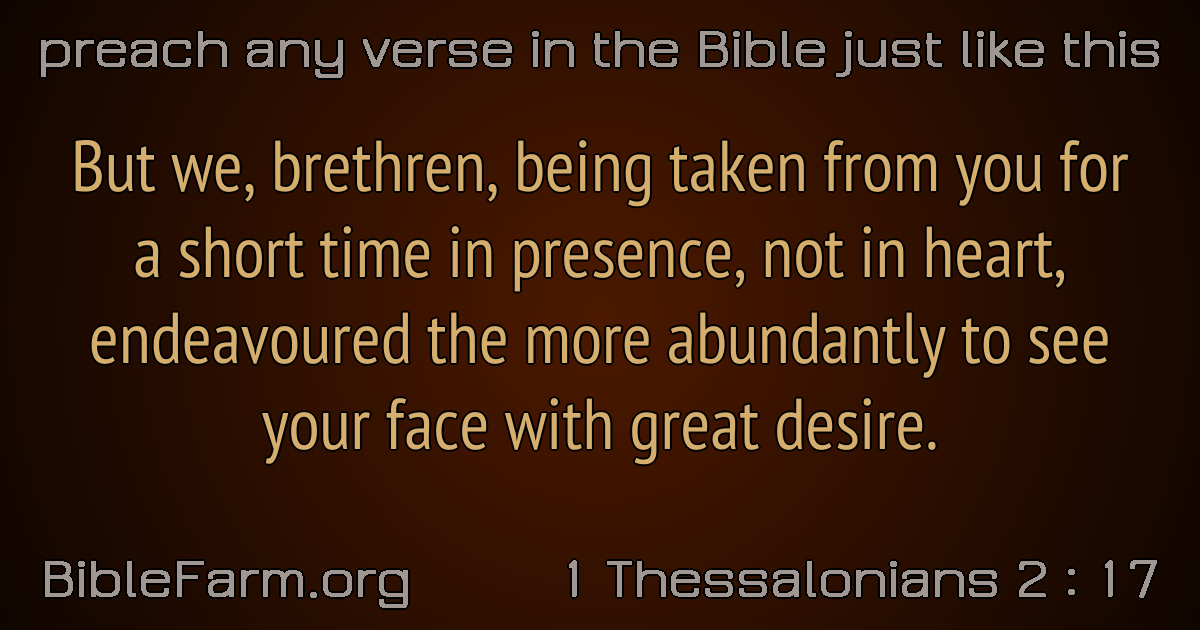 preach any verse in the Bible just like this
But we, brethren, being taken from you for
a short time in presence, not in heart,
endeavoured the more abundantly to see
your face with great desire.
BibleFarm.org
1 Thessalonians 2 : 17